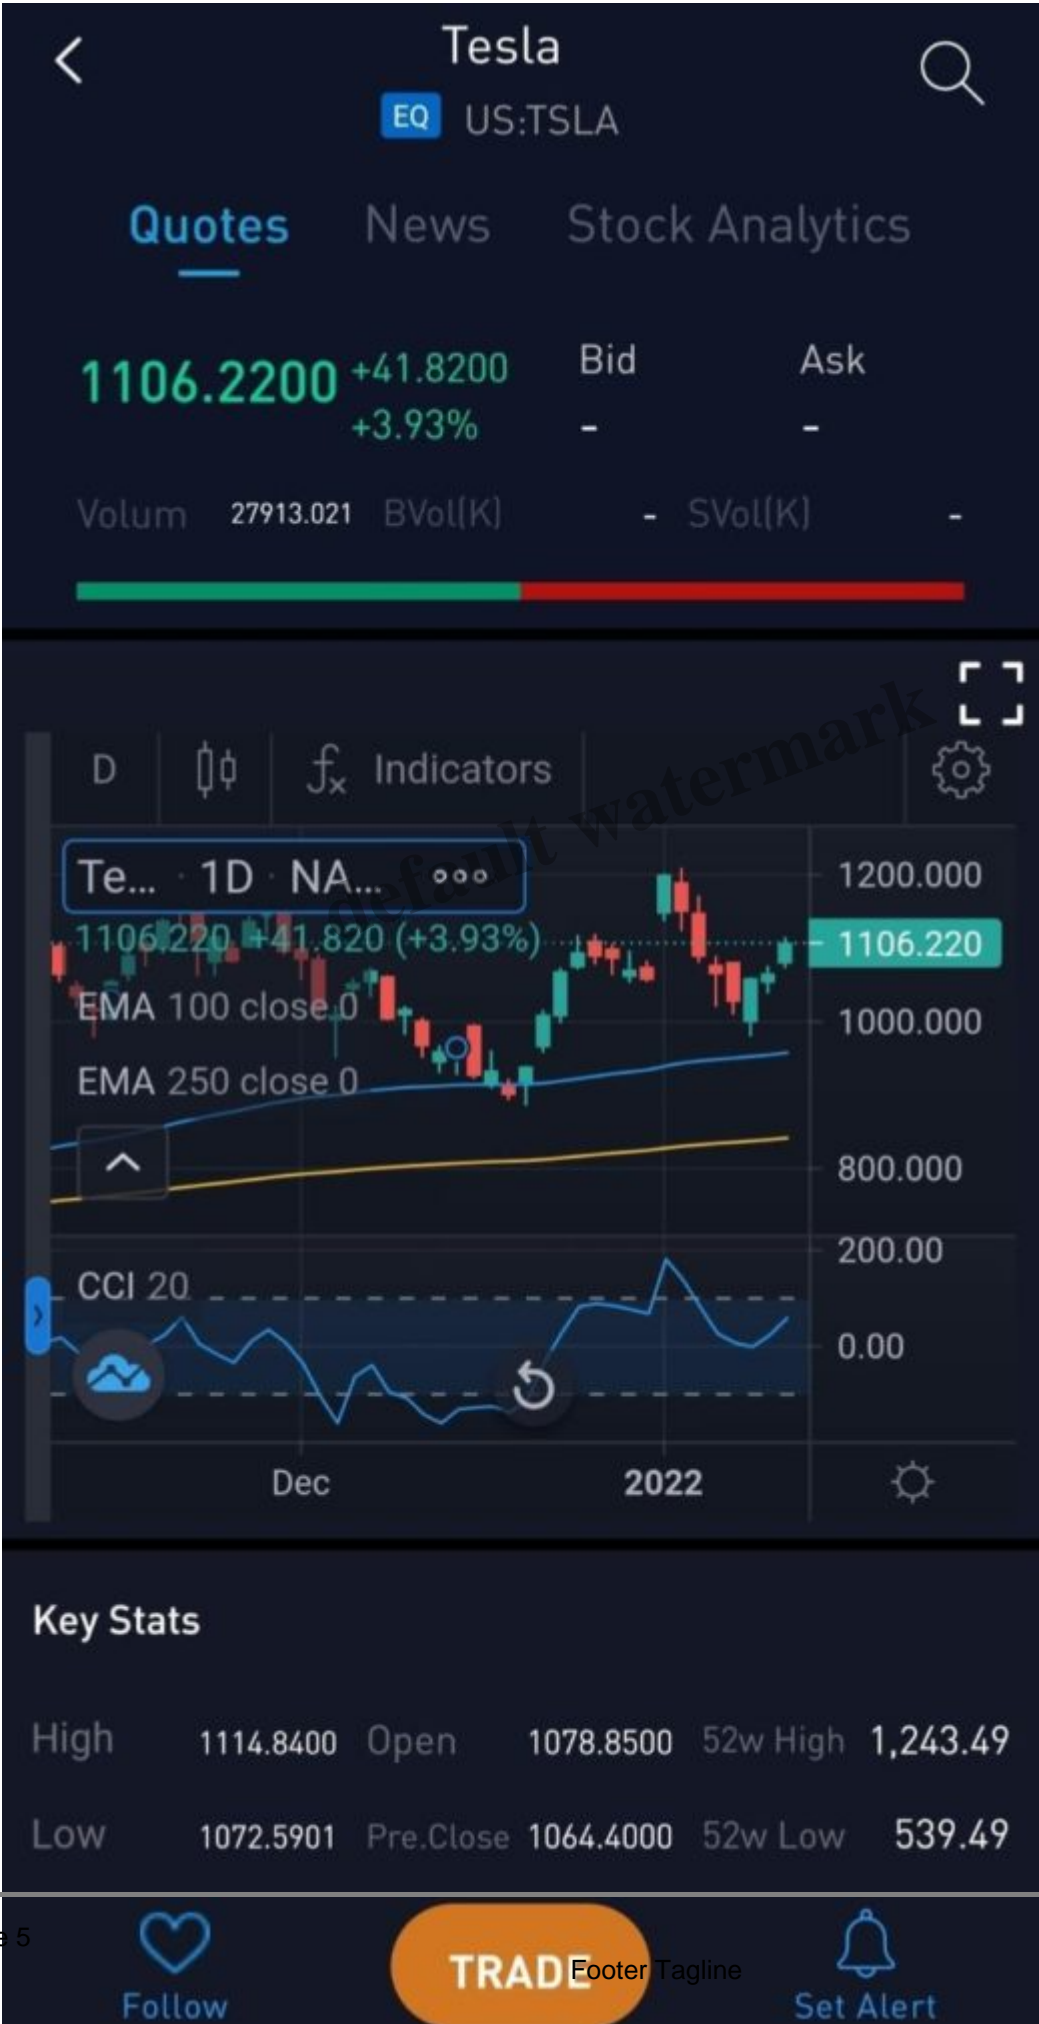 Tesla
EQ US:TSLA
Quotes News Stock Analytics
1106.2200 +41.8200 Bid Ask
+3.93% - -
Volum 27913.021 BVol(K) - SVol(K) -
default watermark
D Indicators
Te... · 1D · NA...
1200.000
1106.220 +41.820 (+3.93%)
1106.220
EMA 100 close 0
1000.000
EMA 250 close 0
800.000
200.00
CCI 20
0.00
Dec 2022
Key Stats
High 1114.8400 Open 1078.8500 52w High 1,243.49
Low 1072.5901 Pre.Close 1064.4000 52w Low 539.49
5
TRADE
Footer Tagline
Follow Set Alert